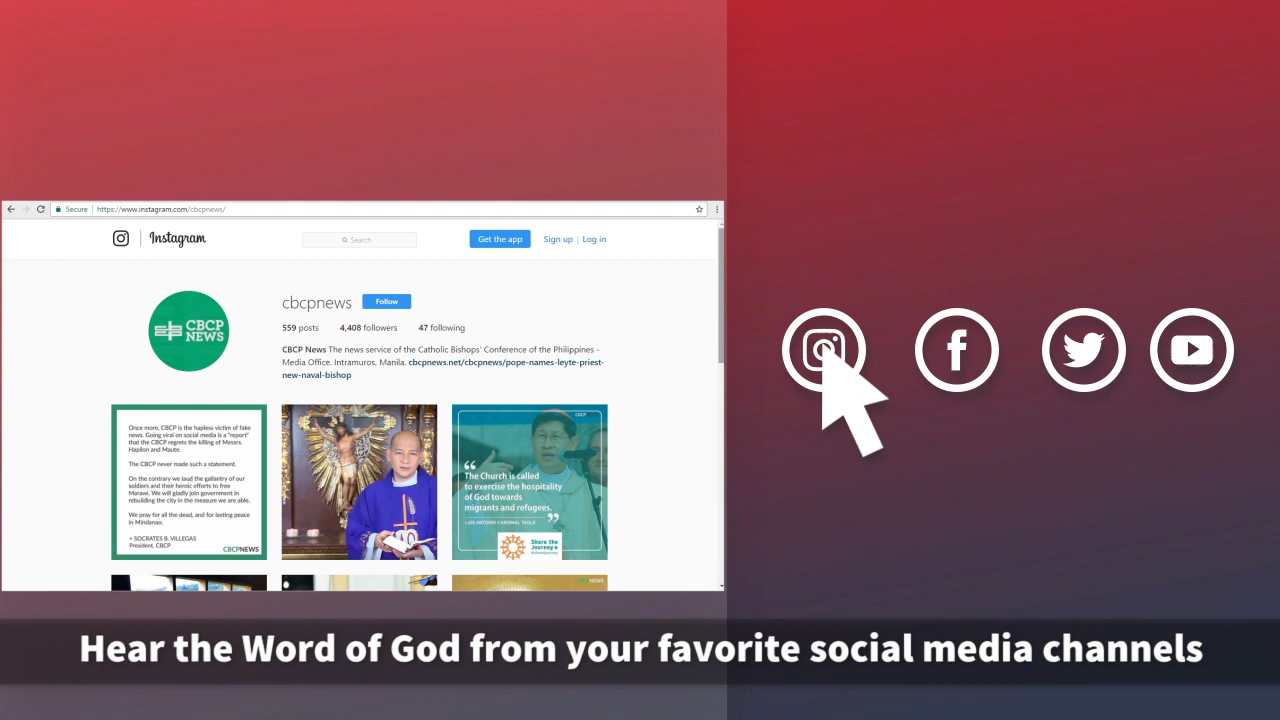 Secure | https://www.instagram.com/cbcpnews/
Instagram
Search
Get the app
Sign up | Log in
CBCP
NEWS
cbcpnews
Follow
559 posts 4,408 followers 47 following
CBCP News The news service of the Catholic Bishops' Conference of the Philippines -
Media Office. Intramuros, Manila. cbcpnews.net/cbcpnews/pope-names-leyte-priest-
new-naval-bishop
Once more, CBCP is the hapless victim of fake
news. Going viral on social media is a "report"
that the CBCP regrets the killing of Messrs.
Hapilon and Maute.
The CBCP never made such a statement.
On the contrary we laud the gallantry of our
soldiers and their heroic efforts to free
Marawi. We will gladly join government in
rebuilding the city in the measure we are able.
We pray for all the dead, and for lasting peace
in Mindanao.
+ SOCRATES B. VILLEGAS
President, CBCP
CBCPNEWS
CBCP
“
The Church is called
to exercise the hospitality
of God towards
migrants and refugees.
”
LUIS ANTONIO CARDINAL TAGLE
Share the
Journey
#sharejourney
NEWS
Hear the Word of God from your favorite social media channels